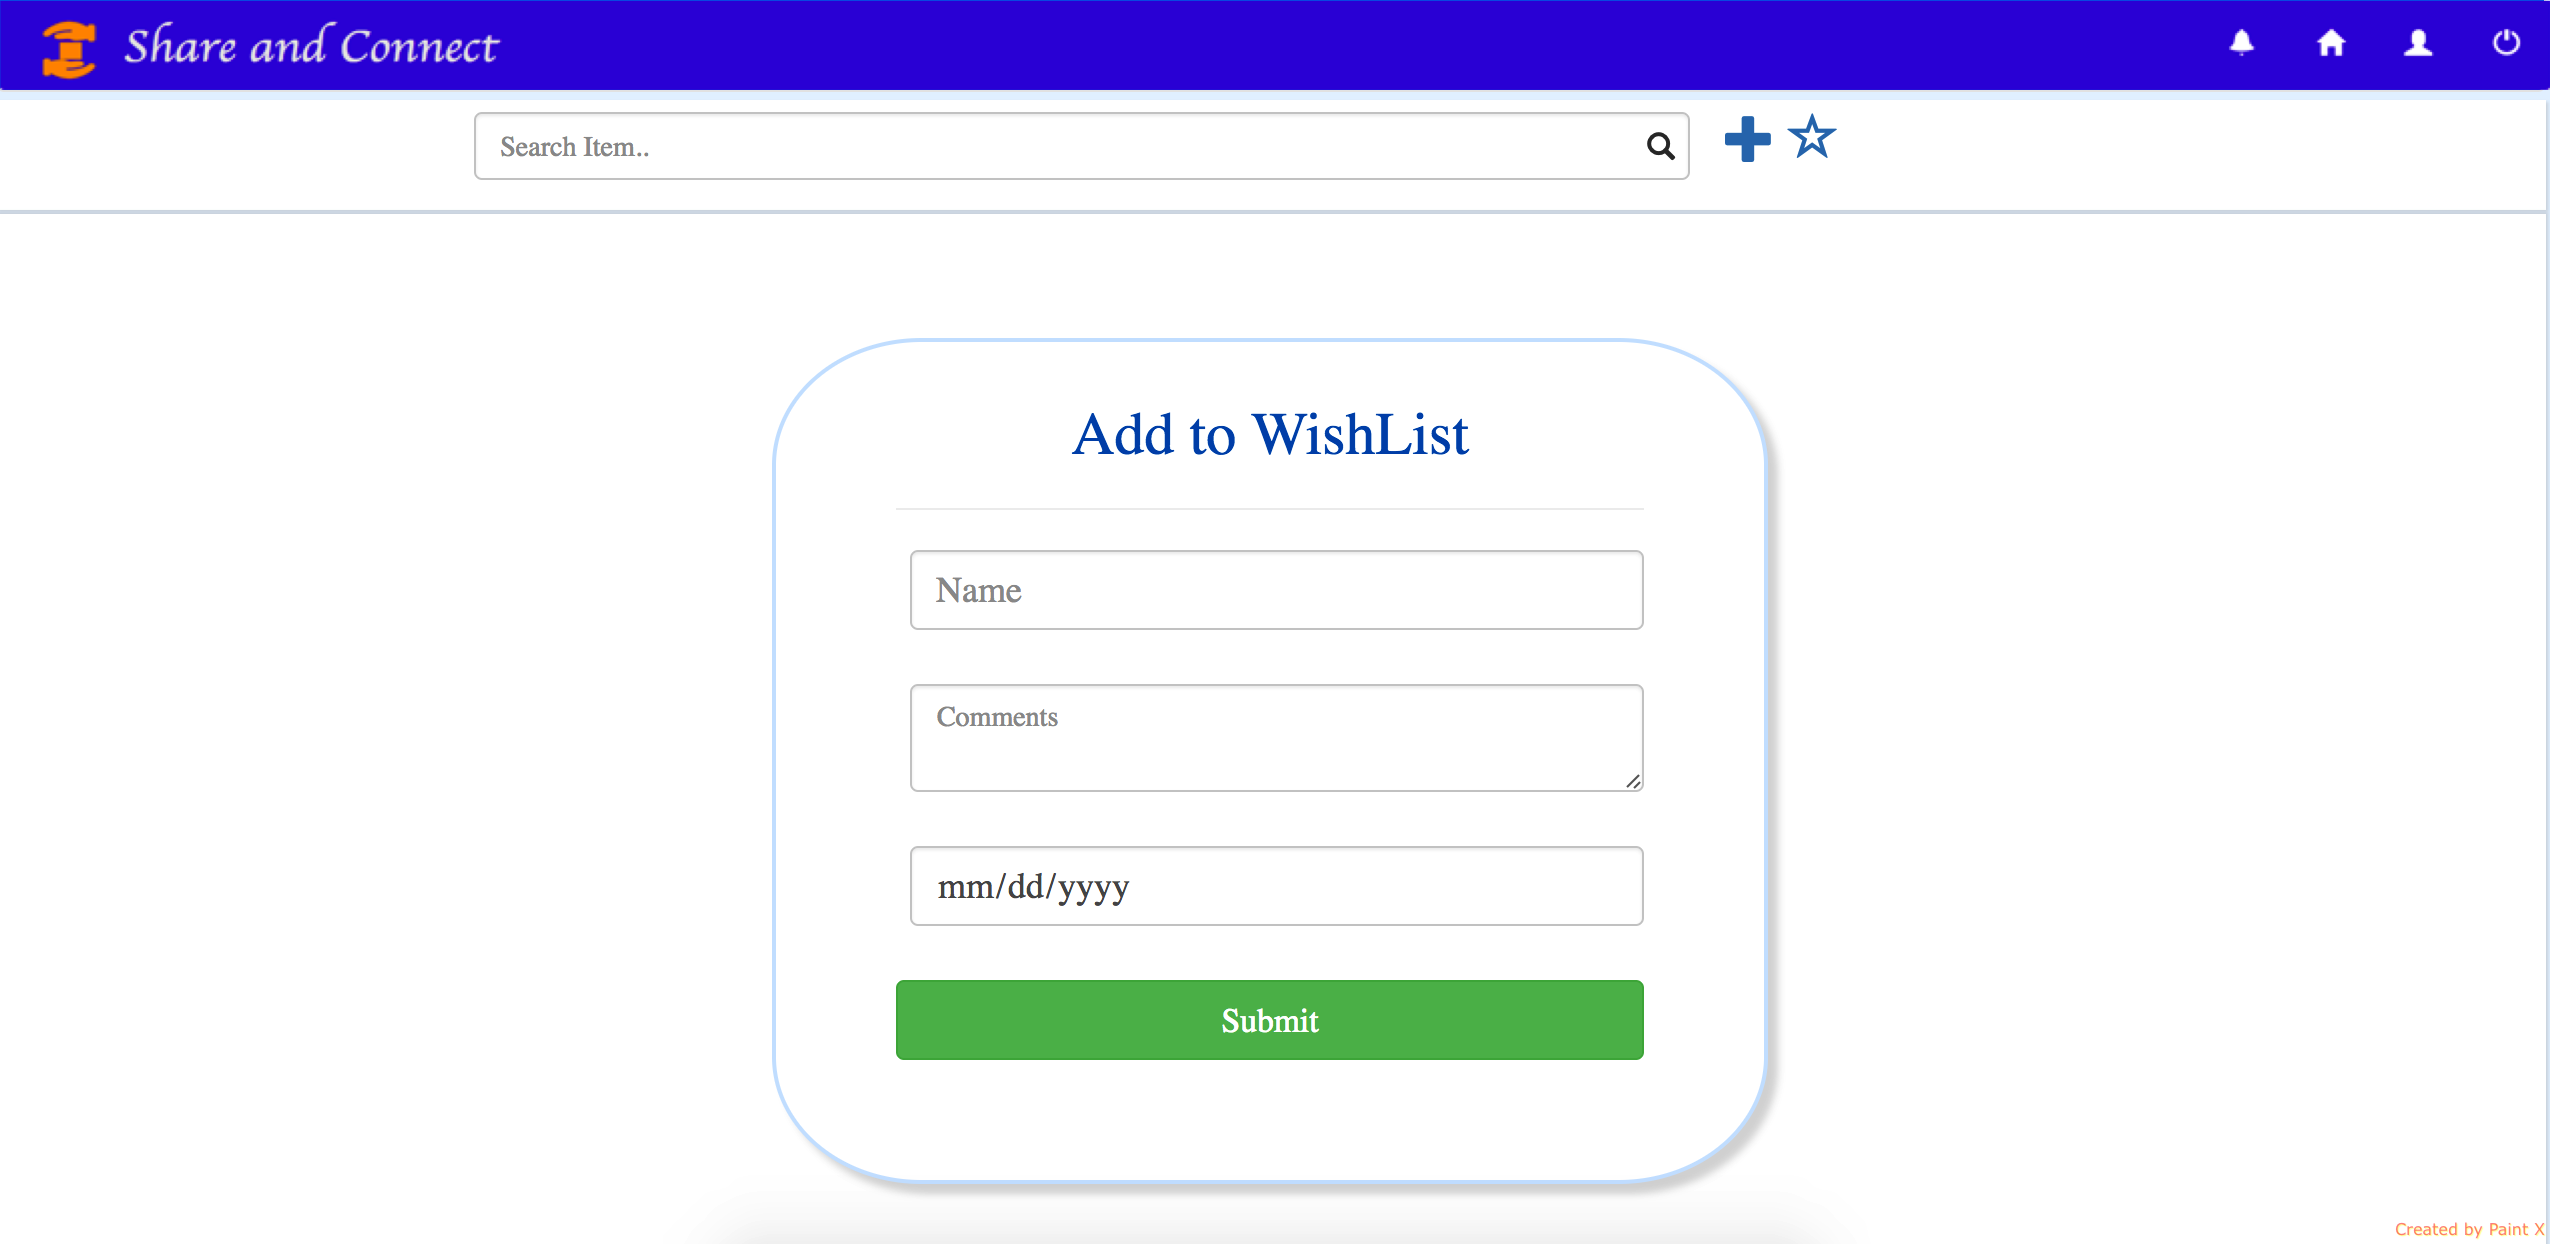 Share and Connect
Search Item..
Add to WishList
Name
Comments
mm/dd/yyyy
Submit
Created by Paint X